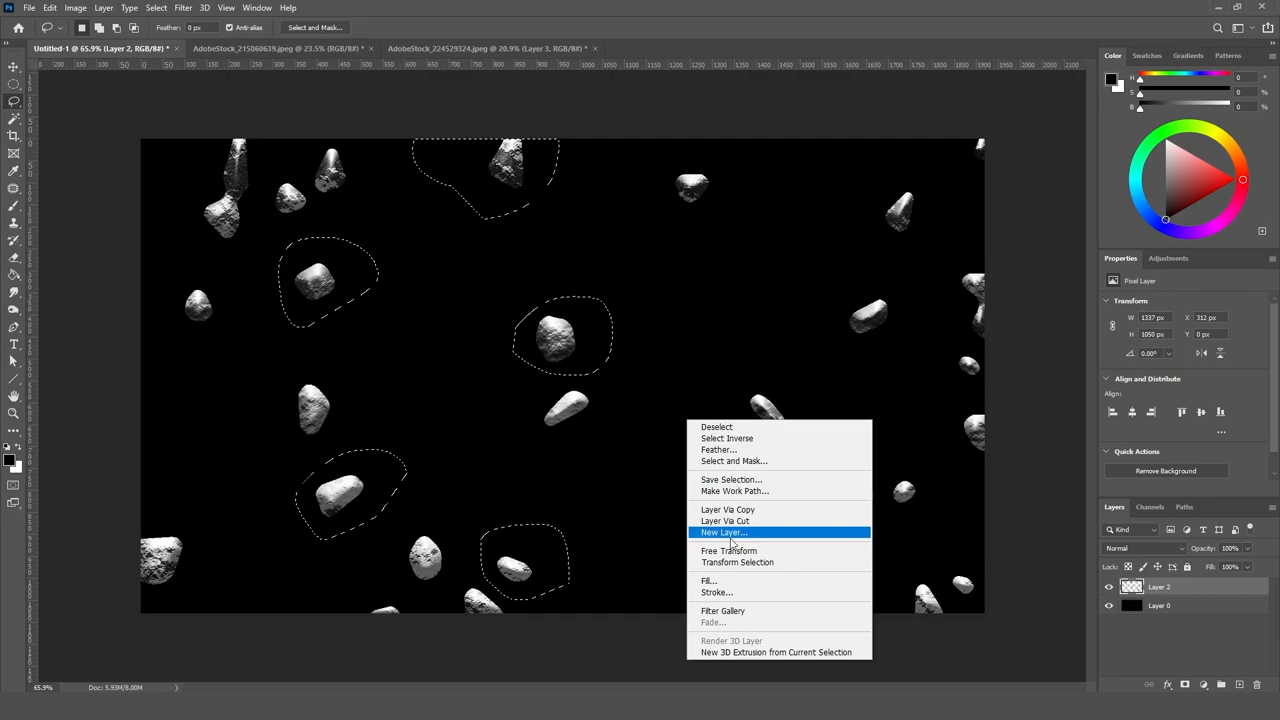 Ps File Edit Image Layer Type Select Filter 3D View Window Help
Feather: 0 px Anti-alias Select and Mask...
Untitled-1 @ 65.9% (Layer 2, RGB/8#) * × AdobeStock_215060639.jpeg @ 23.5% (RGB/8#) * × AdobeStock_224529324.jpeg @ 20.9% (Layer 3, RGB/8#) * ×
Color Swatches Gradients Patterns
H 0 °
S 0 %
B 0 %
Properties Adjustments
Pixel Layer
Transform
W 1337 px X 312 px
H 1050 px Y 0 px
0.00°
Align and Distribute
Align:
Quick Actions
Remove Background
Layers Channels Paths
Kind
Normal Opacity: 100%
Lock: Fill: 100%
Layer 2
Layer 0
Deselect
Select Inverse
Feather...
Select and Mask...
Save Selection...
Make Work Path...
Layer Via Copy
Layer Via Cut
New Layer...
Free Transform
Transform Selection
Fill...
Stroke...
Filter Gallery
Fade...
Render 3D Layer
New 3D Extrusion from Current Selection
65.9% Doc: 5.93M/8.00M